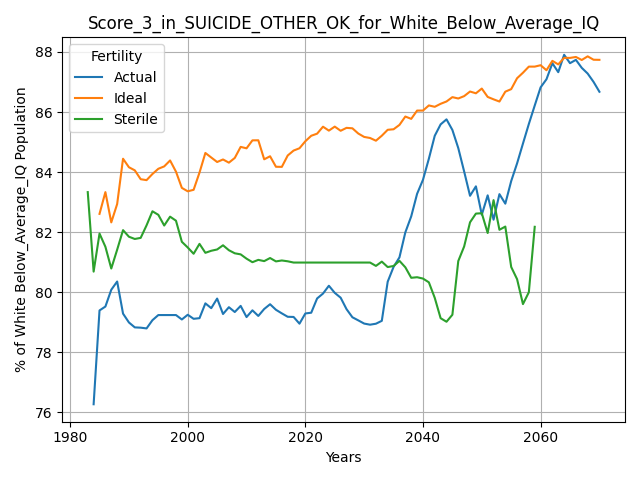 Score_3_in_SUICIDE_OTHER_OK_for_White_Below_Average_IQ
Fertility
Actual
Ideal
Sterile
% of White Below_Average_IQ Population
88
86
84
82
80
78
76
1980
2000
2020
2040
2060
Years